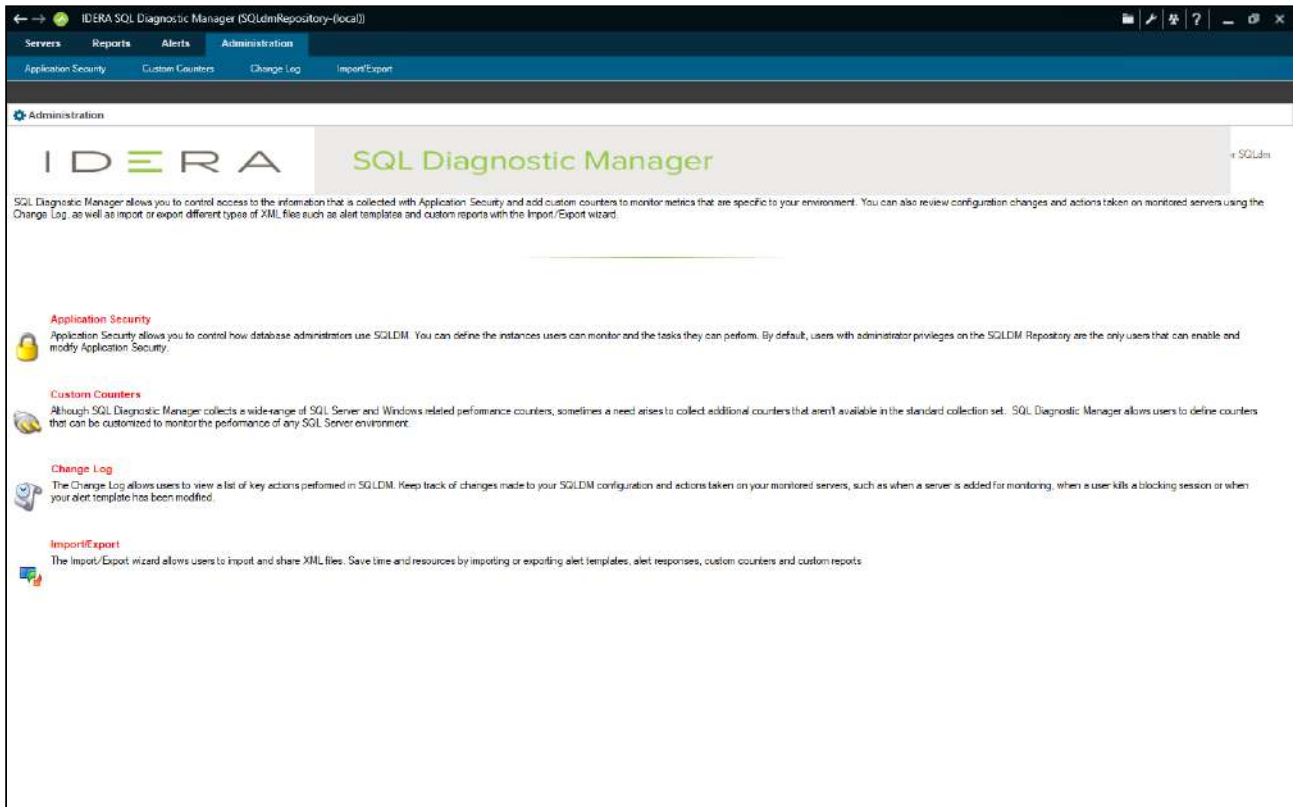 IDERA SQL Diagnostic Manager (SQLdmRepository-(local))
?
Servers Reports Alerts Administration
Application Security Custom Counters Change Log Import/Export
Administration
IDERA SQL Diagnostic Manager
r SQLdm
SQL Diagnostic Manager allows you to control access to the information that is collected with Application Security and add custom counters to monitor metrics that are specific to your environment. You can also review configuration changes and actions taken on monitored servers using the
Change Log, as well as import or export different types of XML files such as alert templates and custom reports with the Import/Export wizard.
Application Security
Application Security allows you to control how database administrators use SQLDM. You can define the instances users can monitor and the tasks they can perform. By default, users with administrator privileges on the SQLDM Repository are the only users that can enable and
modify Application Security.
Custom Counters
Although SQL Diagnostic Manager collects a wide-range of SQL Server and Windows related performance counters, sometimes a need arises to collect additional counters that aren't available in the standard collection set. SQL Diagnostic Manager allows users to define counters
that can be customized to monitor the performance of any SQL Server environment.
Change Log
The Change Log allows users to view a list of key actions performed in SQLDM. Keep track of changes made to your SQLDM configuration and actions taken on your monitored servers, such as when a server is added for monitoring, when a user kills a blocking session or when
your alert template has been modified.
Import/Export
The Import/Export wizard allows users to import and share XML files. Save time and resources by importing or exporting alert templates, alert responses, custom counters and custom reports